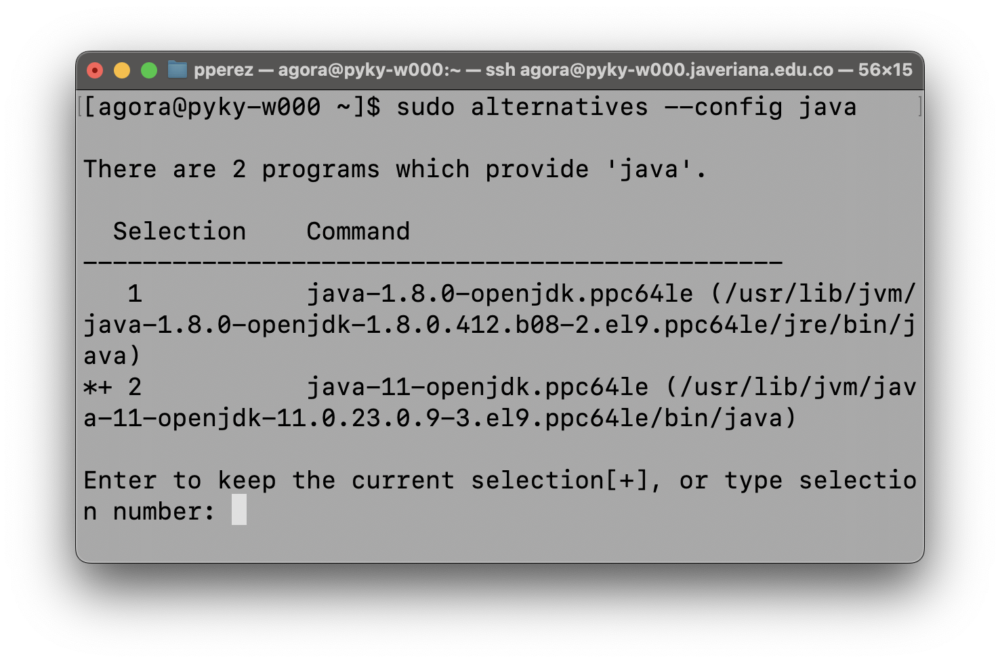 pperez — agora@pyky-w000:~ — ssh agora@pyky-w000.javeriana.edu.co — 56×15
[[agora@pyky-w000 ~]$ sudo alternatives --config java    ]
There are 2 programs which provide 'java'.
  Selection    Command
-----------------------------------------------
   1           java-1.8.0-openjdk.ppc64le (/usr/lib/jvm/
java-1.8.0-openjdk-1.8.0.412.b08-2.el9.ppc64le/jre/bin/j
ava)
*+ 2           java-11-openjdk.ppc64le (/usr/lib/jvm/jav
a-11-openjdk-11.0.23.0.9-3.el9.ppc64le/bin/java)
Enter to keep the current selection[+], or type selectio
n number: